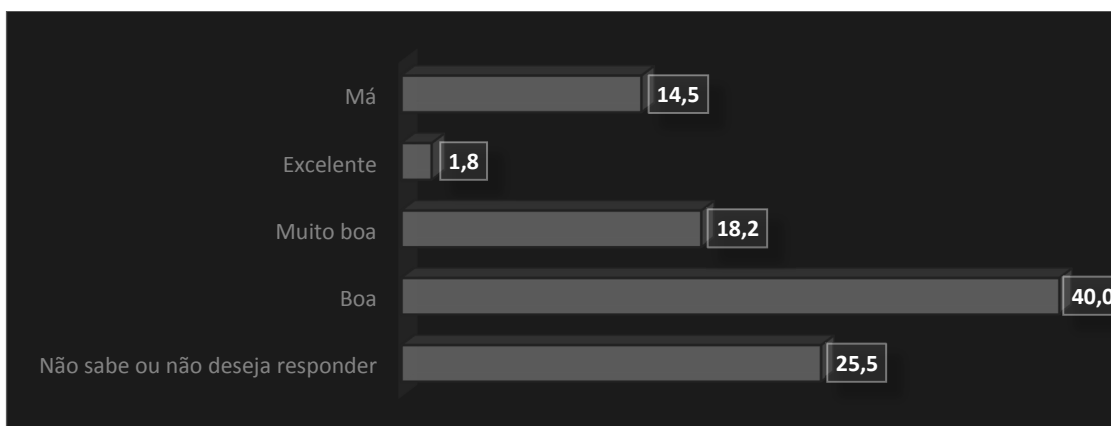 Má 14,5
Excelente 1,8
Muito boa 18,2
Boa 40,0
Não sabe ou não deseja responder 25,5